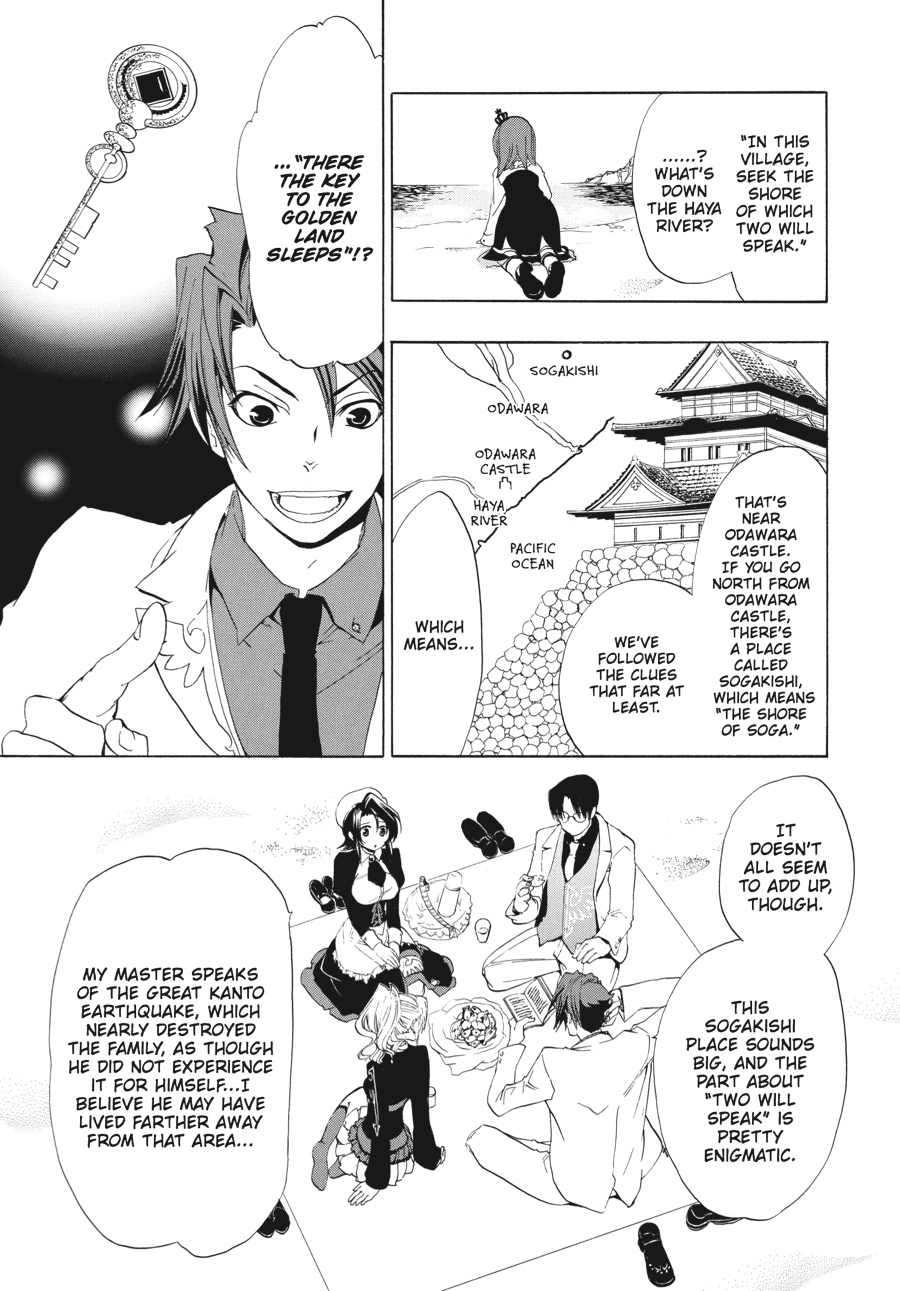 "IN THIS
VILLAGE,
SEEK THE
SHORE
OF WHICH
TWO WILL
SPEAK."
......?
WHAT'S
DOWN
THE HAYA
RIVER?
..."THERE
THE KEY
TO THE
GOLDEN
LAND
SLEEPS"!?
THAT'S
NEAR
ODAWARA
CASTLE.
IF YOU GO
NORTH FROM
ODAWARA
CASTLE,
THERE'S
A PLACE
CALLED
SOGAKISHI,
WHICH MEANS
"THE SHORE
OF SOGA."
SOGAKISHI
ODAWARA
ODAWARA
CASTLE
HAYA
RIVER
PACIFIC
OCEAN
WE'VE
FOLLOWED
THE CLUES
THAT FAR AT
LEAST.
WHICH
MEANS...
IT
DOESN'T
ALL SEEM
TO ADD UP,
THOUGH.
THIS
SOGAKISHI
PLACE SOUNDS
BIG, AND THE
PART ABOUT
"TWO WILL
SPEAK" IS
PRETTY
ENIGMATIC.
MY MASTER SPEAKS
OF THE GREAT KANTO
EARTHQUAKE, WHICH
NEARLY DESTROYED
THE FAMILY, AS THOUGH
HE DID NOT EXPERIENCE
IT FOR HIMSELF...I
BELIEVE HE MAY HAVE
LIVED FARTHER AWAY
FROM THAT AREA...